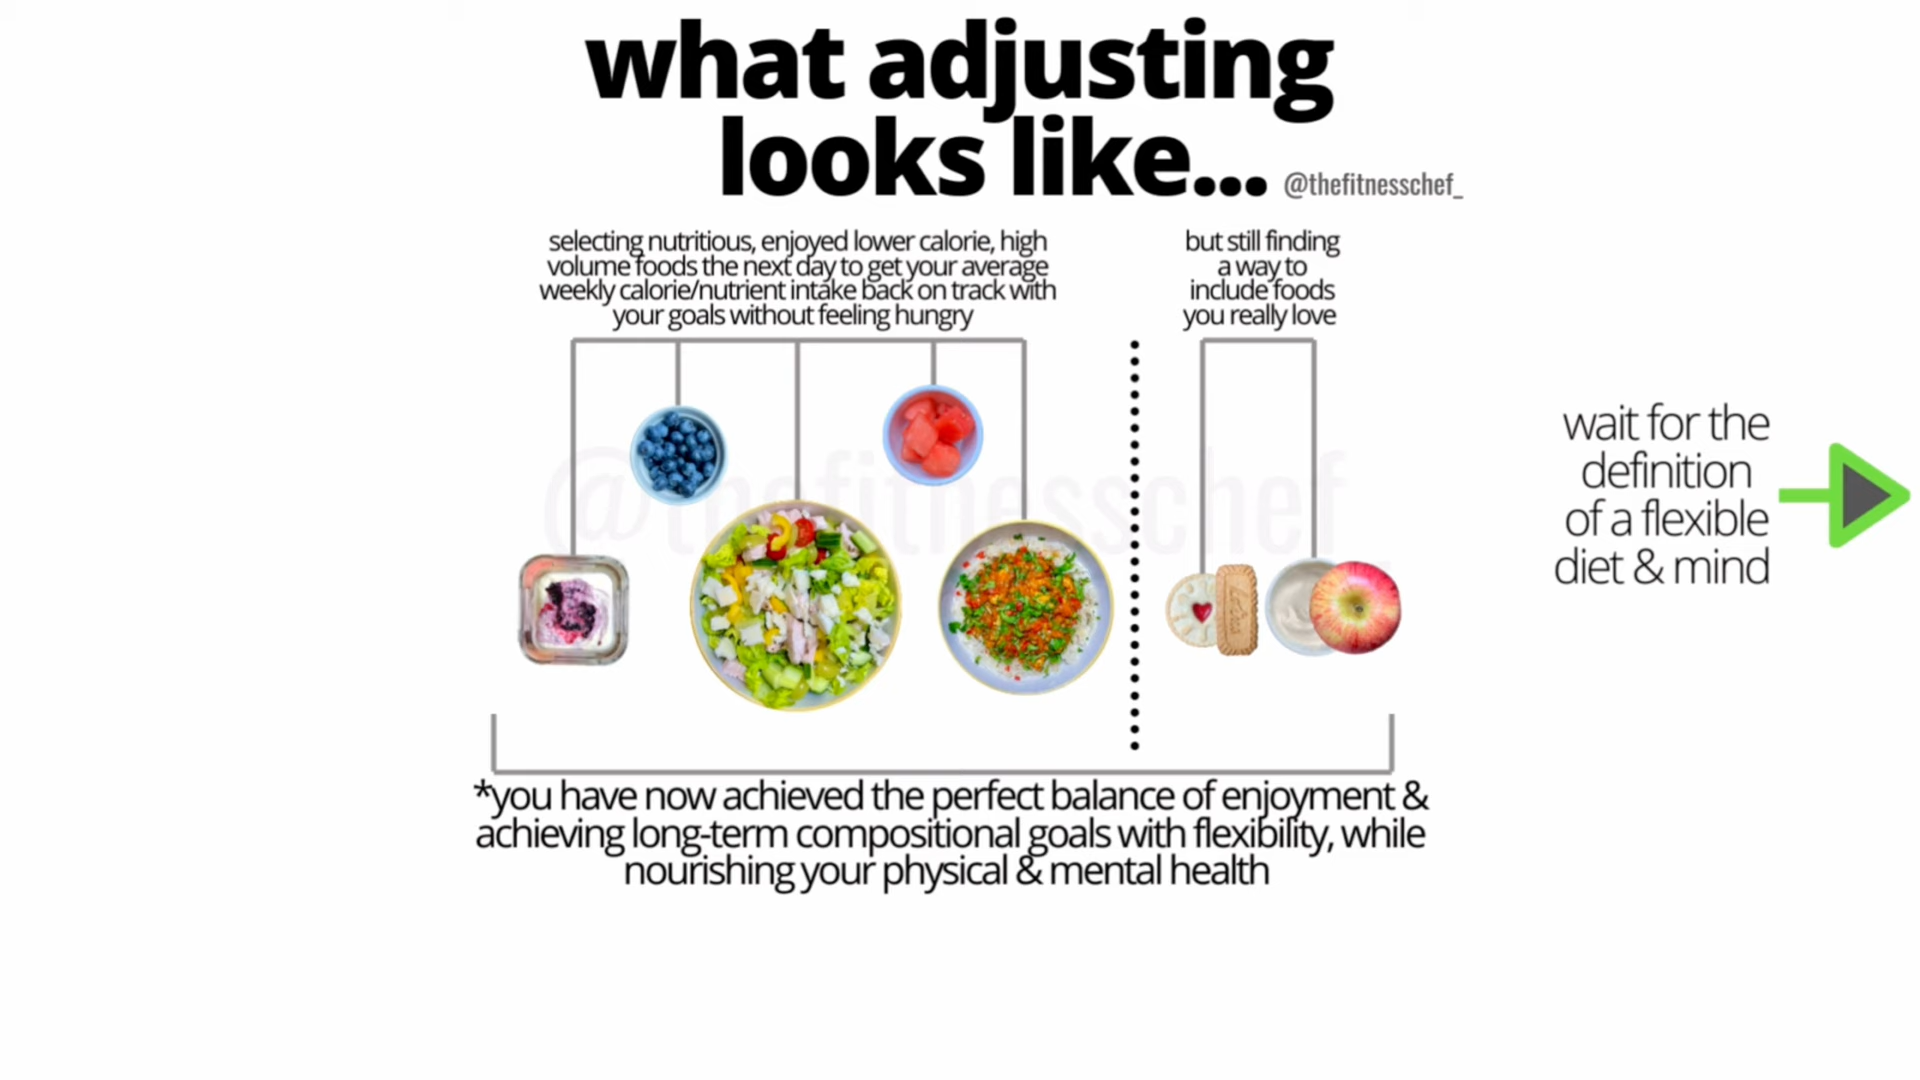 what adjusting
looks like...
@thefitnesschef_
selecting nutritious, enjoyed lower calorie, high
volume foods the next day to get your average
weekly calorie/nutrient intake back on track with
your goals without feeling hungry
but still finding
a way to
include foods
you really love
@thefitnesschef_
Lotus
wait for the
definition
of a flexible
diet & mind
*you have now achieved the perfect balance of enjoyment &
achieving long-term compositional goals with flexibility, while
nourishing your physical & mental health